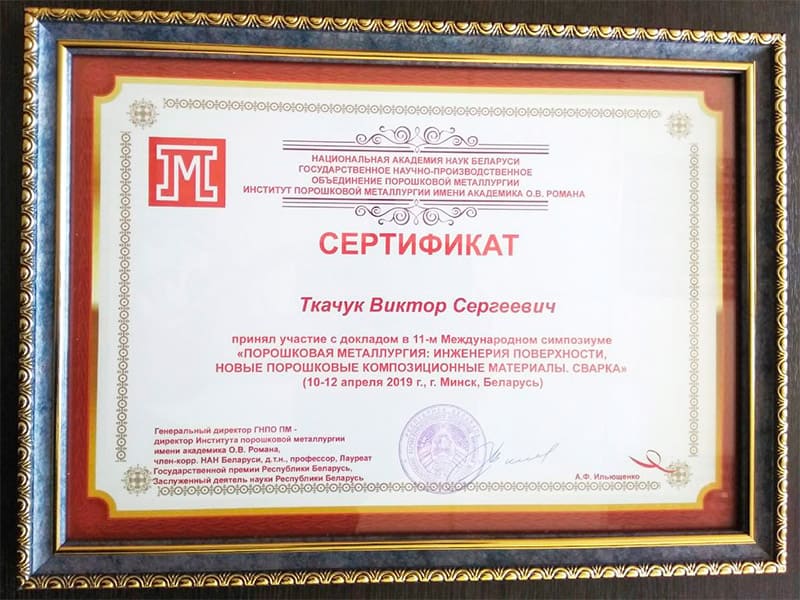 НАЦИОНАЛЬНАЯ АКАДЕМИЯ НАУК БЕЛАРУСИ
ГОСУДАРСТВЕННОЕ НАУЧНО-ПРОИЗВОДСТВЕННОЕ
ОБЪЕДИНЕНИЕ ПОРОШКОВОЙ МЕТАЛЛУРГИИ
ИНСТИТУТ ПОРОШКОВОЙ МЕТАЛЛУРГИИ ИМЕНИ АКАДЕМИКА О.В. РОМАНА
СЕРТИФИКАТ
Ткачук Виктор Сергеевич
принял участие с докладом в 11-м Международном симпозиуме
«ПОРОШКОВАЯ МЕТАЛЛУРГИЯ: ИНЖЕНЕРИЯ ПОВЕРХНОСТИ,
НОВЫЕ ПОРОШКОВЫЕ КОМПОЗИЦИОННЫЕ МАТЕРИАЛЫ. СВАРКА»
(10-12 апреля 2019 г., г. Минск, Беларусь)
Генеральный директор ГНПО ПМ -
директор Института порошковой металлургии
имени академика О.В. Романа,
член-корр. НАН Беларуси, д.т.н., профессор, Лауреат
Государственной премии Республики Беларусь,
Заслуженный деятель науки Республики Беларусь
А.Ф. Ильющенко